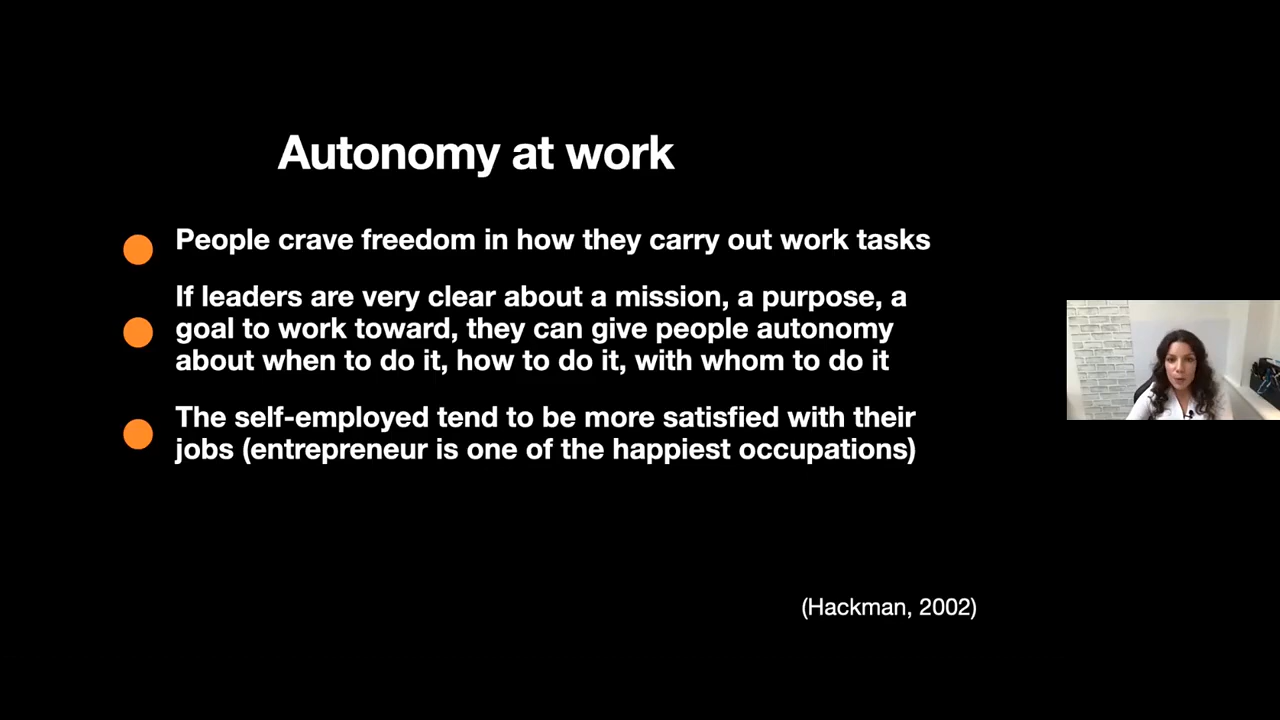 Autonomy at work
People crave freedom in how they carry out work tasks
If leaders are very clear about a mission, a purpose, a
goal to work toward, they can give people autonomy
about when to do it, how to do it, with whom to do it
The self-employed tend to be more satisfied with their
jobs (entrepreneur is one of the happiest occupations)
(Hackman, 2002)